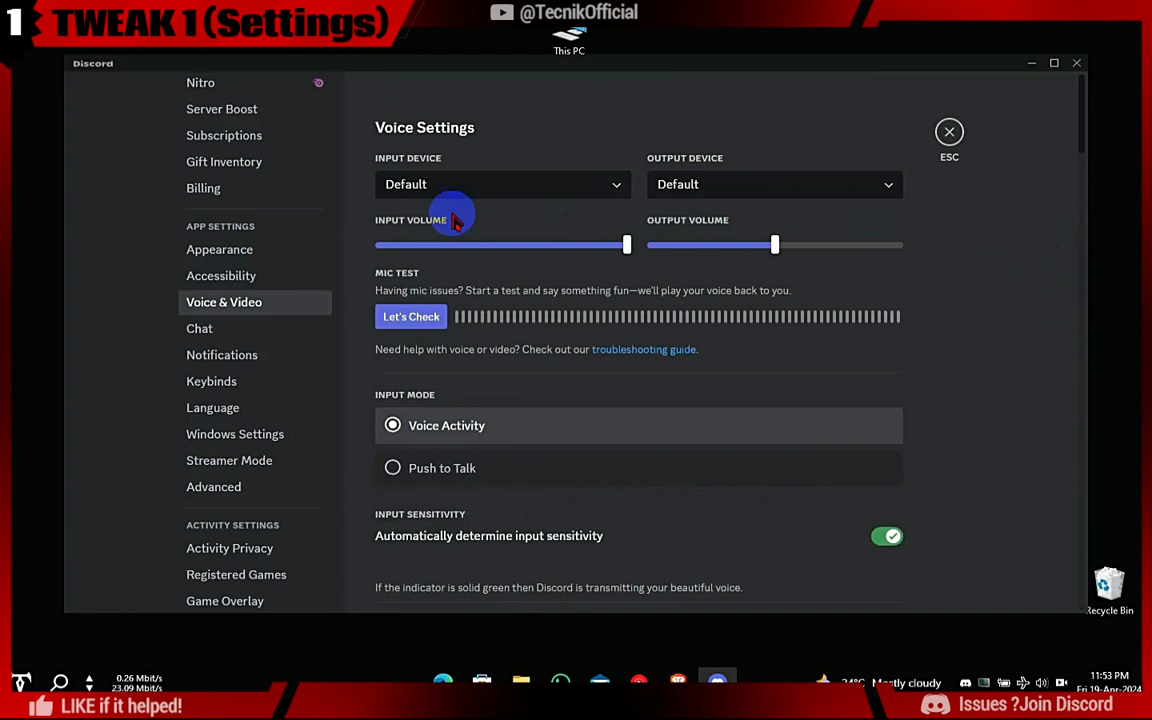 1 TWEAK 1 (Settings)
@TecnikOfficial
This PC
Discord
Nitro
Server Boost
Subscriptions
Gift Inventory
Billing
APP SETTINGS
Appearance
Accessibility
Voice & Video
Chat
Notifications
Keybinds
Language
Windows Settings
Streamer Mode
Advanced
ACTIVITY SETTINGS
Activity Privacy
Registered Games
Game Overlay
Voice Settings
ESC
INPUT DEVICE
Default
OUTPUT DEVICE
Default
INPUT VOLUME
OUTPUT VOLUME
MIC TEST
Having mic issues? Start a test and say something fun—we'll play your voice back to you.
Let's Check
Need help with voice or video? Check out our troubleshooting guide.
INPUT MODE
Voice Activity
Push to Talk
INPUT SENSITIVITY
Automatically determine input sensitivity
If the indicator is solid green then Discord is transmitting your beautiful voice.
Recycle Bin
0.26 Mbit/s
23.09 Mbit/s
Mostly cloudy
11:53 PM
Fri 19-Apr-2024
LIKE if it helped!
Issues ?Join Discord